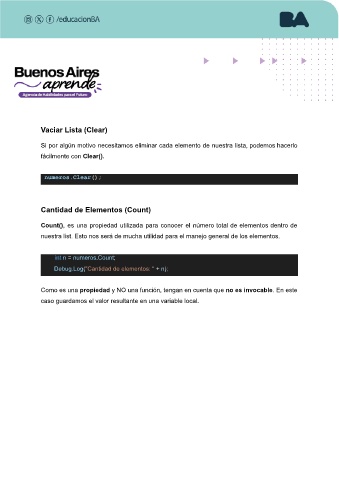 /educacionBA
BA
Buenos Aires
aprende
Agencia de Habilidades para el Futuro
Vaciar Lista (Clear)
Si por algún motivo necesitamos eliminar cada elemento de nuestra lista, podemos hacerlo
fácilmente con Clear().
numeros.Clear();
Cantidad de Elementos (Count)
Count(), es una propiedad utilizada para conocer el número total de elementos dentro de
nuestra list. Esto nos será de mucha utilidad para el manejo general de los elementos.
int n = numeros.Count;
Debug.Log("Cantidad de elementos: " + n);
Como es una propiedad y NO una función, tengan en cuenta que no es invocable. En este
caso guardamos el valor resultante en una variable local.